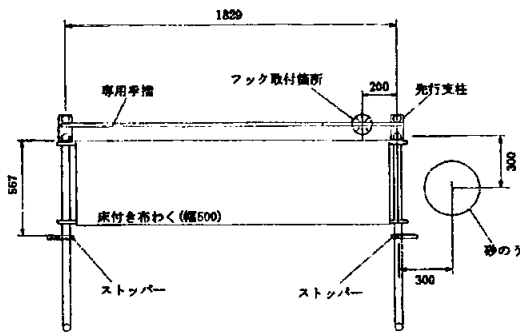 1829
フック取付箇所
専用手摺
200
先行支柱
567
300
床付き布わく(幅500)
砂のう
ストッパー
ストッパー
300